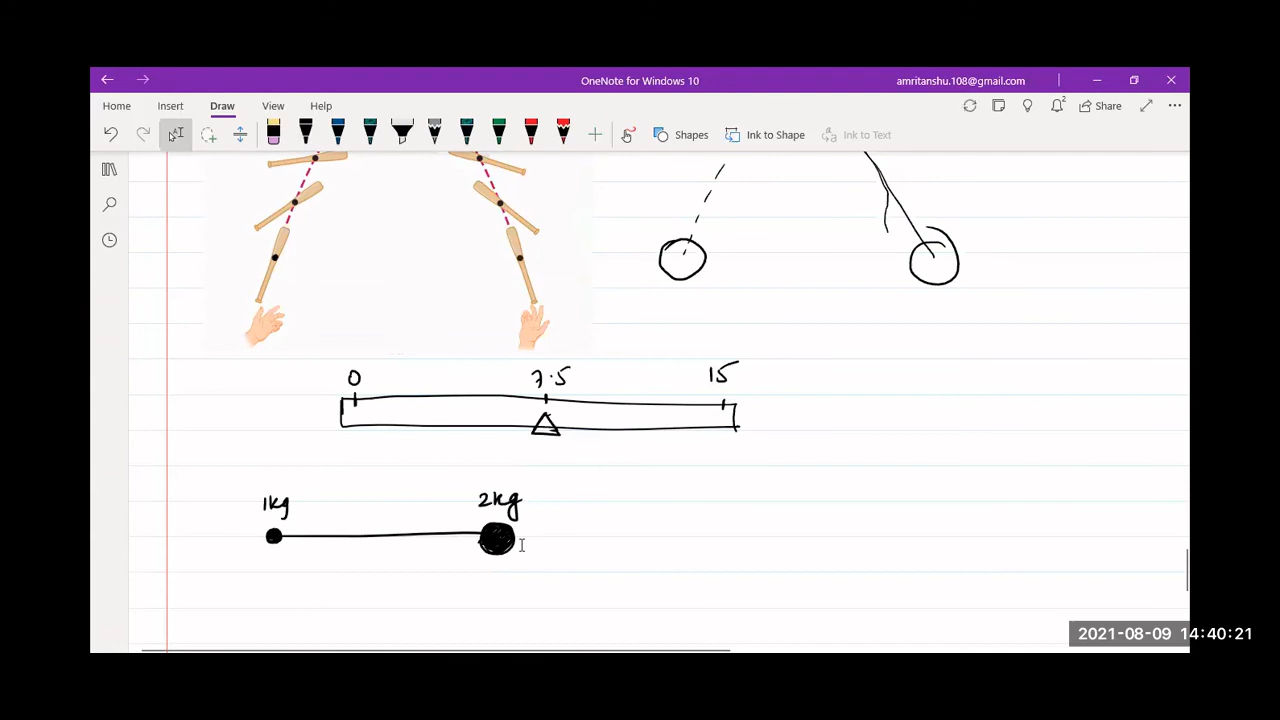 OneNote for Windows 10
amritanshu.108@gmail.com
Home Insert Draw View Help
2
Share
Shapes Ink to Shape Ink to Text
0 7.5 15
1kg 2kg
2021-08-09 14:40:21